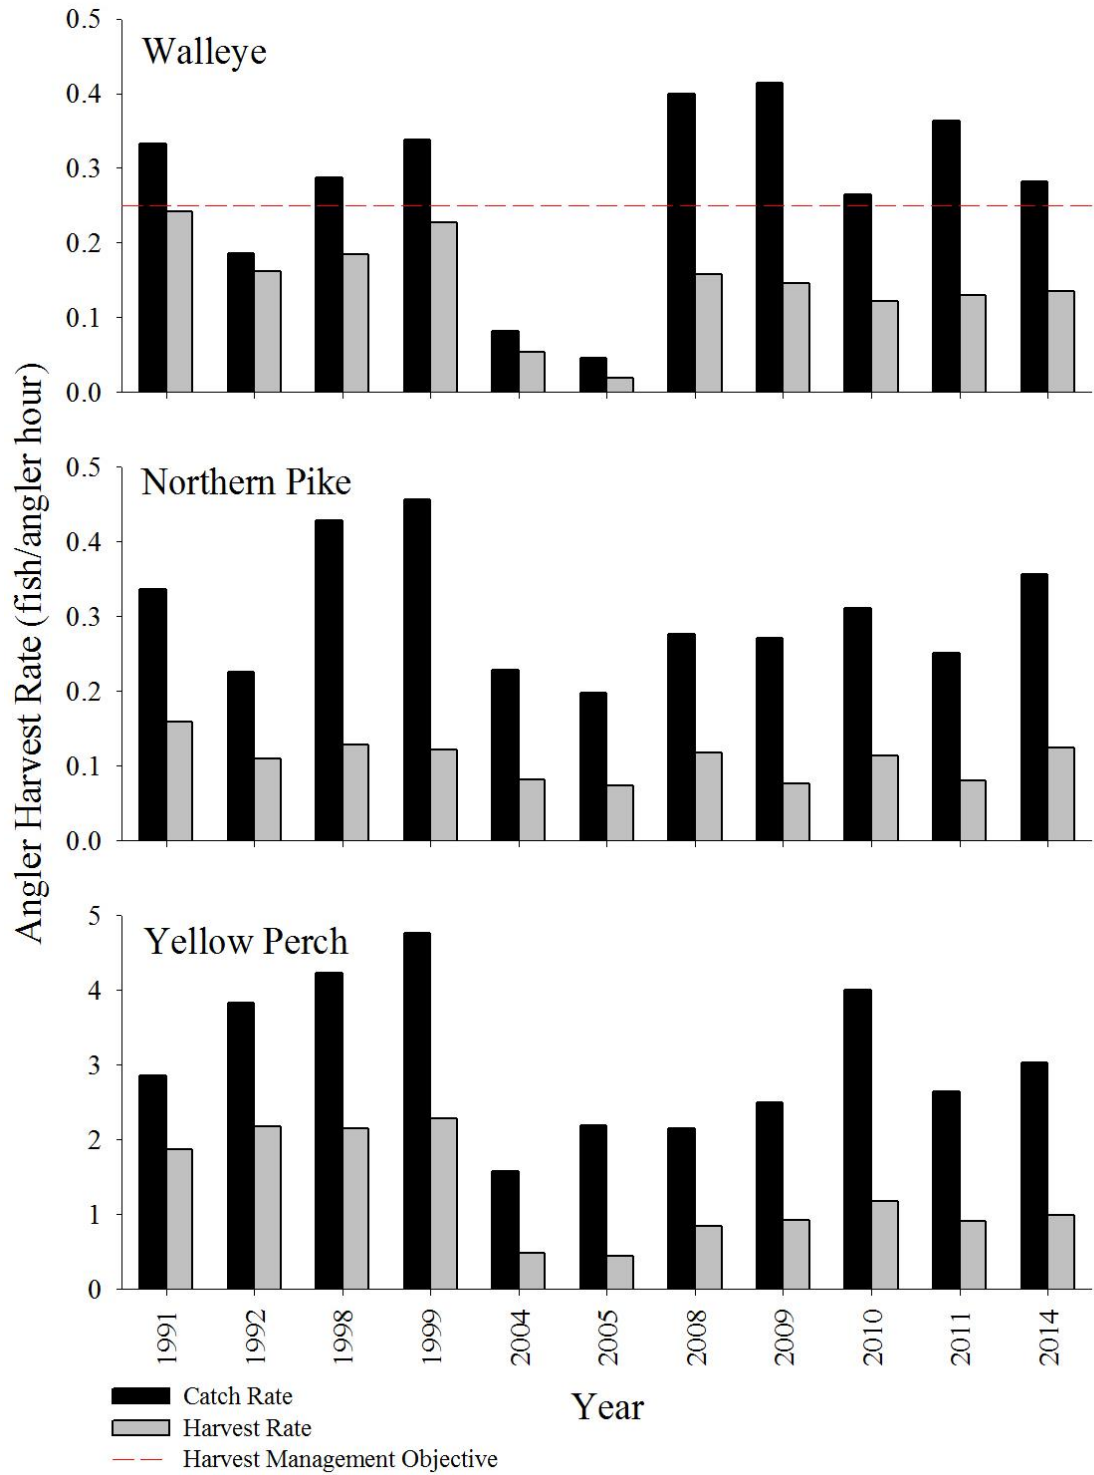 Angler Harvest Rate (fish/angler hour)
Walleye
0.5
0.4
0.3
0.2
0.1
0.0
Northern Pike
0.5
0.4
0.3
0.2
0.1
0.0
Yellow Perch
5
4
3
2
1
0
1991 1992 1998 1999 2004 2005 2008 2009 2010 2011 2014
Year
Catch Rate
Harvest Rate
Harvest Management Objective